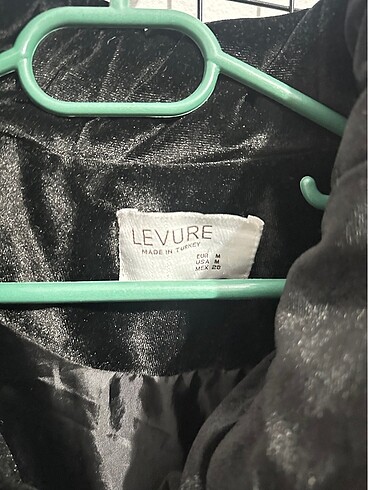 LEVURE
MADE IN TURKEY
EUR M
USA M
MEX 28